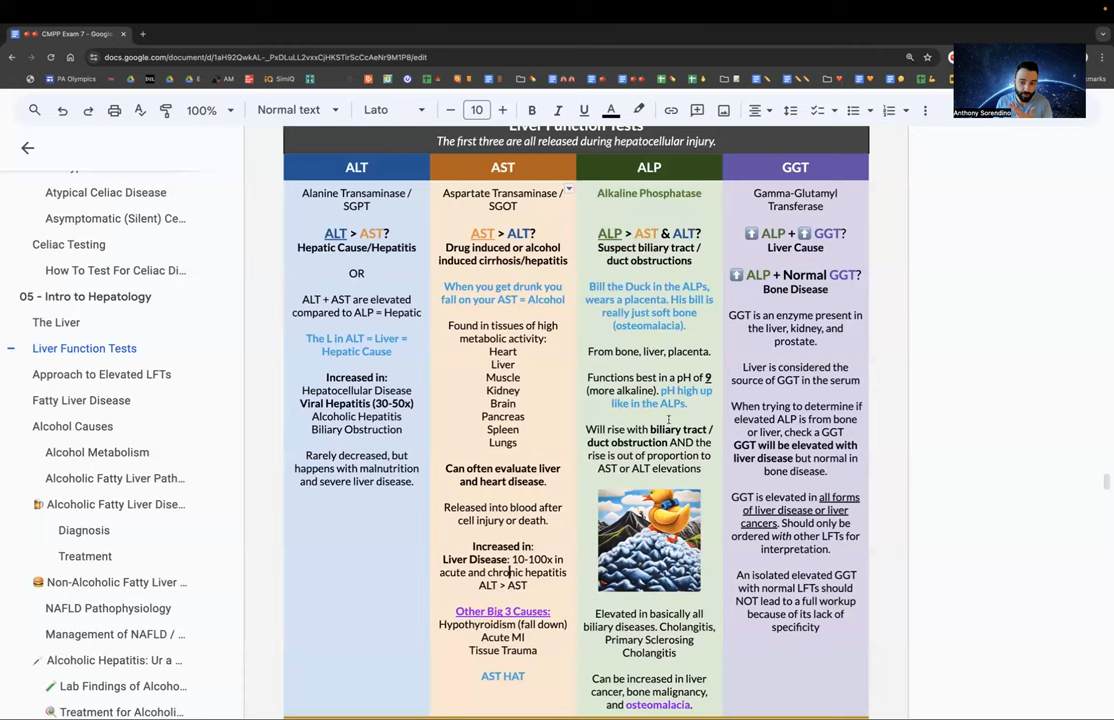 CMPP Exam 7 - Goog
docs.google.com/document/d/1aH92QwkAL-_PxDLuLL2vxxCjHKSTirScCcAeNr9M1P8/edit
PA Olympics
AM
SimIQ
Anthony Sorendino
100%
Normal text
Lato
10
Atypical Celiac Disease
Asymptomatic (Silent) Ce...
Celiac Testing
How To Test For Celiac Di...
05 - Intro to Hepatology
The Liver
Liver Function Tests
Approach to Elevated LFTs
Fatty Liver Disease
Alcohol Causes
Alcohol Metabolism
Alcoholic Fatty Liver Path...
Alcoholic Fatty Liver Dise...
Diagnosis
Treatment
Non-Alcoholic Fatty Liver ...
NAFLD Pathophysiology
Management of NAFLD / ...
Alcoholic Hepatitis: Ur a ...
Lab Findings of Alcoho...
Treatment for Alcoholi...
Liver Function Tests
The first three are all released during hepatocellular injury.
ALT
Alanine Transaminase /
SGPT
ALT > AST?
Hepatic Cause/Hepatitis
OR
ALT + AST are elevated
compared to ALP = Hepatic
The L in ALT = Liver =
Hepatic Cause
Increased in:
Hepatocellular Disease
Viral Hepatitis (30-50x)
Alcoholic Hepatitis
Biliary Obstruction
Rarely decreased, but
happens with malnutrition
and severe liver disease.
AST
Aspartate Transaminase /
SGOT
AST > ALT?
Drug induced or alcohol
induced cirrhosis/hepatitis
When you get drunk you
fall on your AST = Alcohol
Found in tissues of high
metabolic activity:
Heart
Liver
Muscle
Kidney
Brain
Pancreas
Spleen
Lungs
Can often evaluate liver
and heart disease.
Released into blood after
cell injury or death.
Increased in:
Liver Disease: 10-100x in
acute and chronic hepatitis
ALT > AST
Other Big 3 Causes:
Hypothyroidism (fall down)
Acute MI
Tissue Trauma
AST HAT
ALP
Alkaline Phosphatase
ALP > AST & ALT?
Suspect biliary tract /
duct obstructions
Bill the Duck in the ALPs,
wears a placenta. His bill is
really just soft bone
(osteomalacia).
From bone, liver, placenta.
Functions best in a pH of 9
(more alkaline). pH high up
like in the ALPs.
Will rise with biliary tract /
duct obstruction AND the
rise is out of proportion to
AST or ALT elevations
Elevated in basically all
biliary diseases. Cholangitis,
Primary Sclerosing
Cholangitis
Can be increased in liver
cancer, bone malignancy,
and osteomalacia.
GGT
Gamma-Glutamyl
Transferase
⬆️ ALP + ⬆️ GGT?
Liver Cause
⬆️ ALP + Normal GGT?
Bone Disease
GGT is an enzyme present in
the liver, kidney, and
prostate.
Liver is considered the
source of GGT in the serum
When trying to determine if
elevated ALP is from bone
or liver, check a GGT
GGT will be elevated with
liver disease but normal in
bone disease.
GGT is elevated in all forms
of liver disease or liver
cancers. Should only be
ordered with other LFTs for
interpretation.
An isolated elevated GGT
with normal LFTs should
NOT lead to a full workup
because of its lack of
specificity